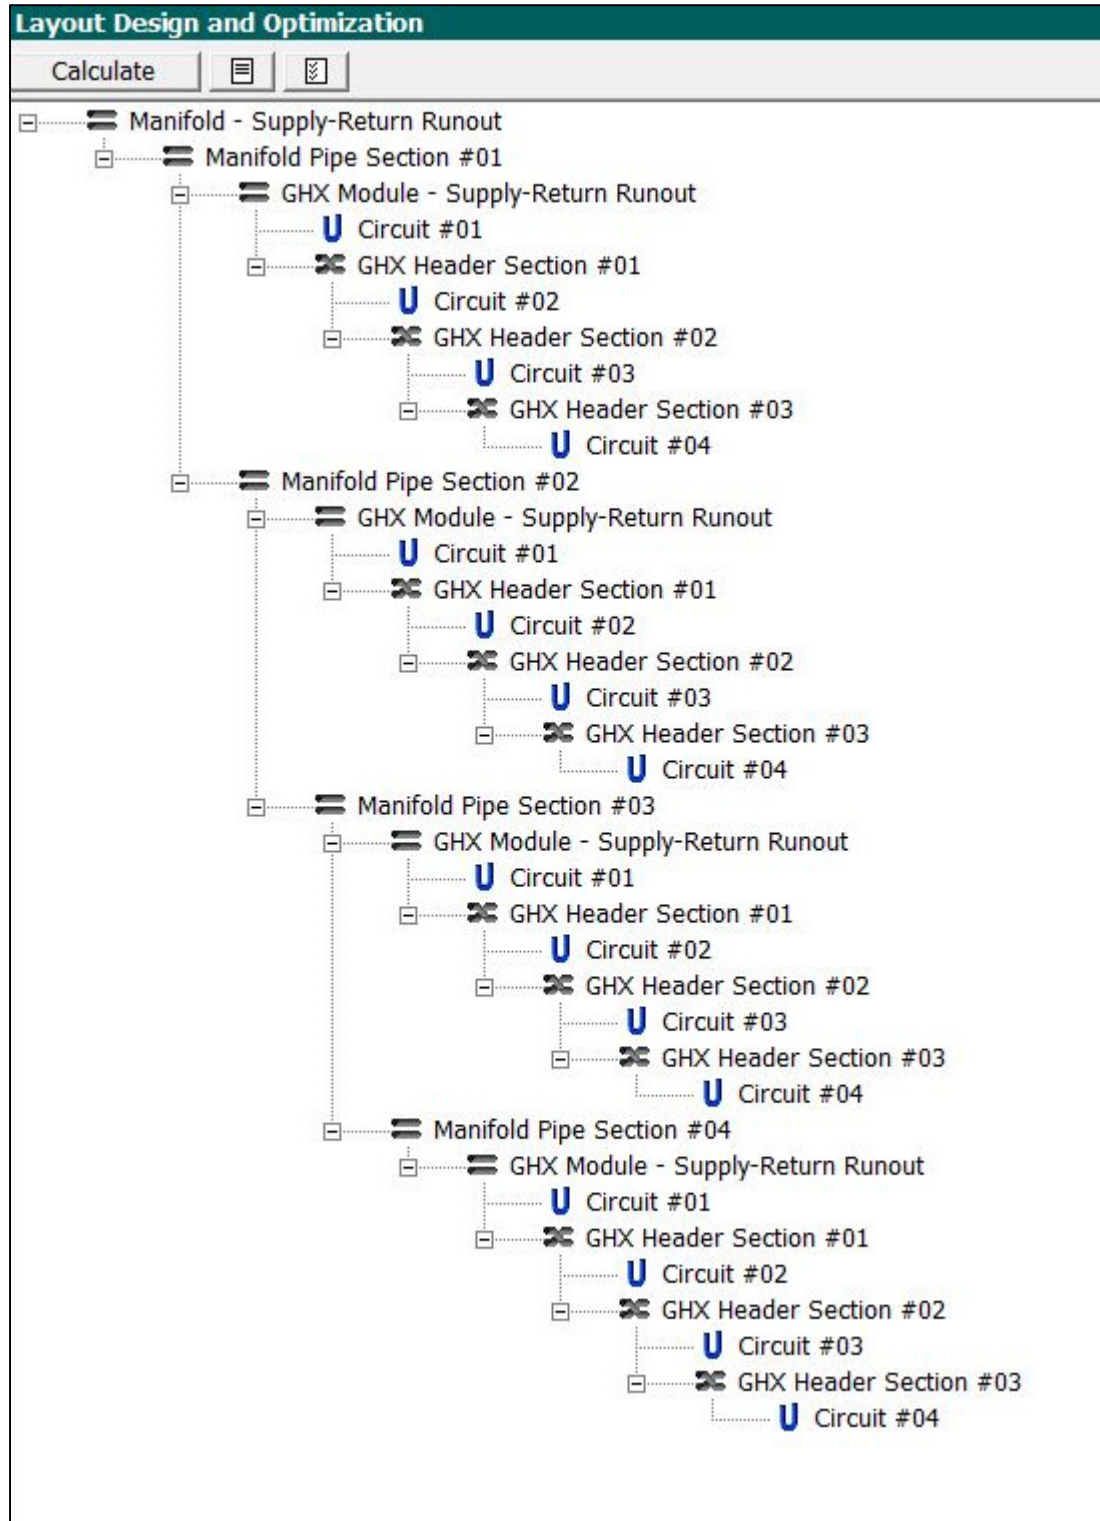 Layout Design and Optimization
Calculate
Manifold - Supply-Return Runout
Manifold Pipe Section #01
GHX Module - Supply-Return Runout
Circuit #01
GHX Header Section #01
Circuit #02
GHX Header Section #02
Circuit #03
GHX Header Section #03
Circuit #04
Manifold Pipe Section #02
GHX Module - Supply-Return Runout
Circuit #01
GHX Header Section #01
Circuit #02
GHX Header Section #02
Circuit #03
GHX Header Section #03
Circuit #04
Manifold Pipe Section #03
GHX Module - Supply-Return Runout
Circuit #01
GHX Header Section #01
Circuit #02
GHX Header Section #02
Circuit #03
GHX Header Section #03
Circuit #04
Manifold Pipe Section #04
GHX Module - Supply-Return Runout
Circuit #01
GHX Header Section #01
Circuit #02
GHX Header Section #02
Circuit #03
GHX Header Section #03
Circuit #04